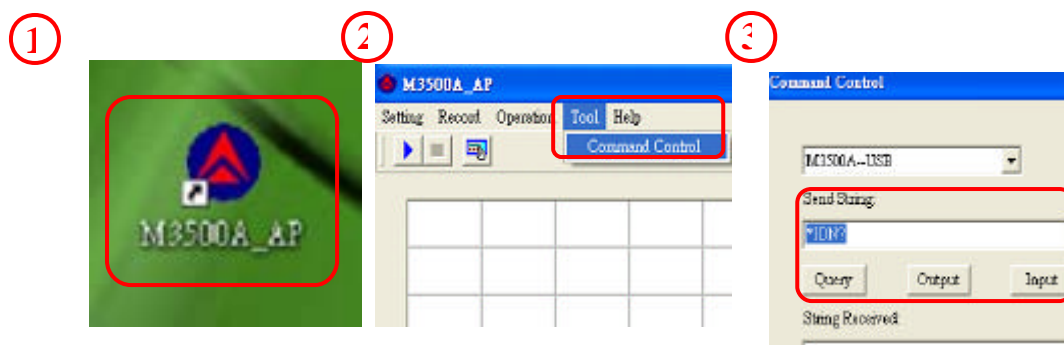 1
M3500A_AP
2
M3500A_AP
Setting Record Operation Tool Help
Command Control
3
Command Control
M3500A--USB
Send String:
*IDN?
Query Output Input
String Received: